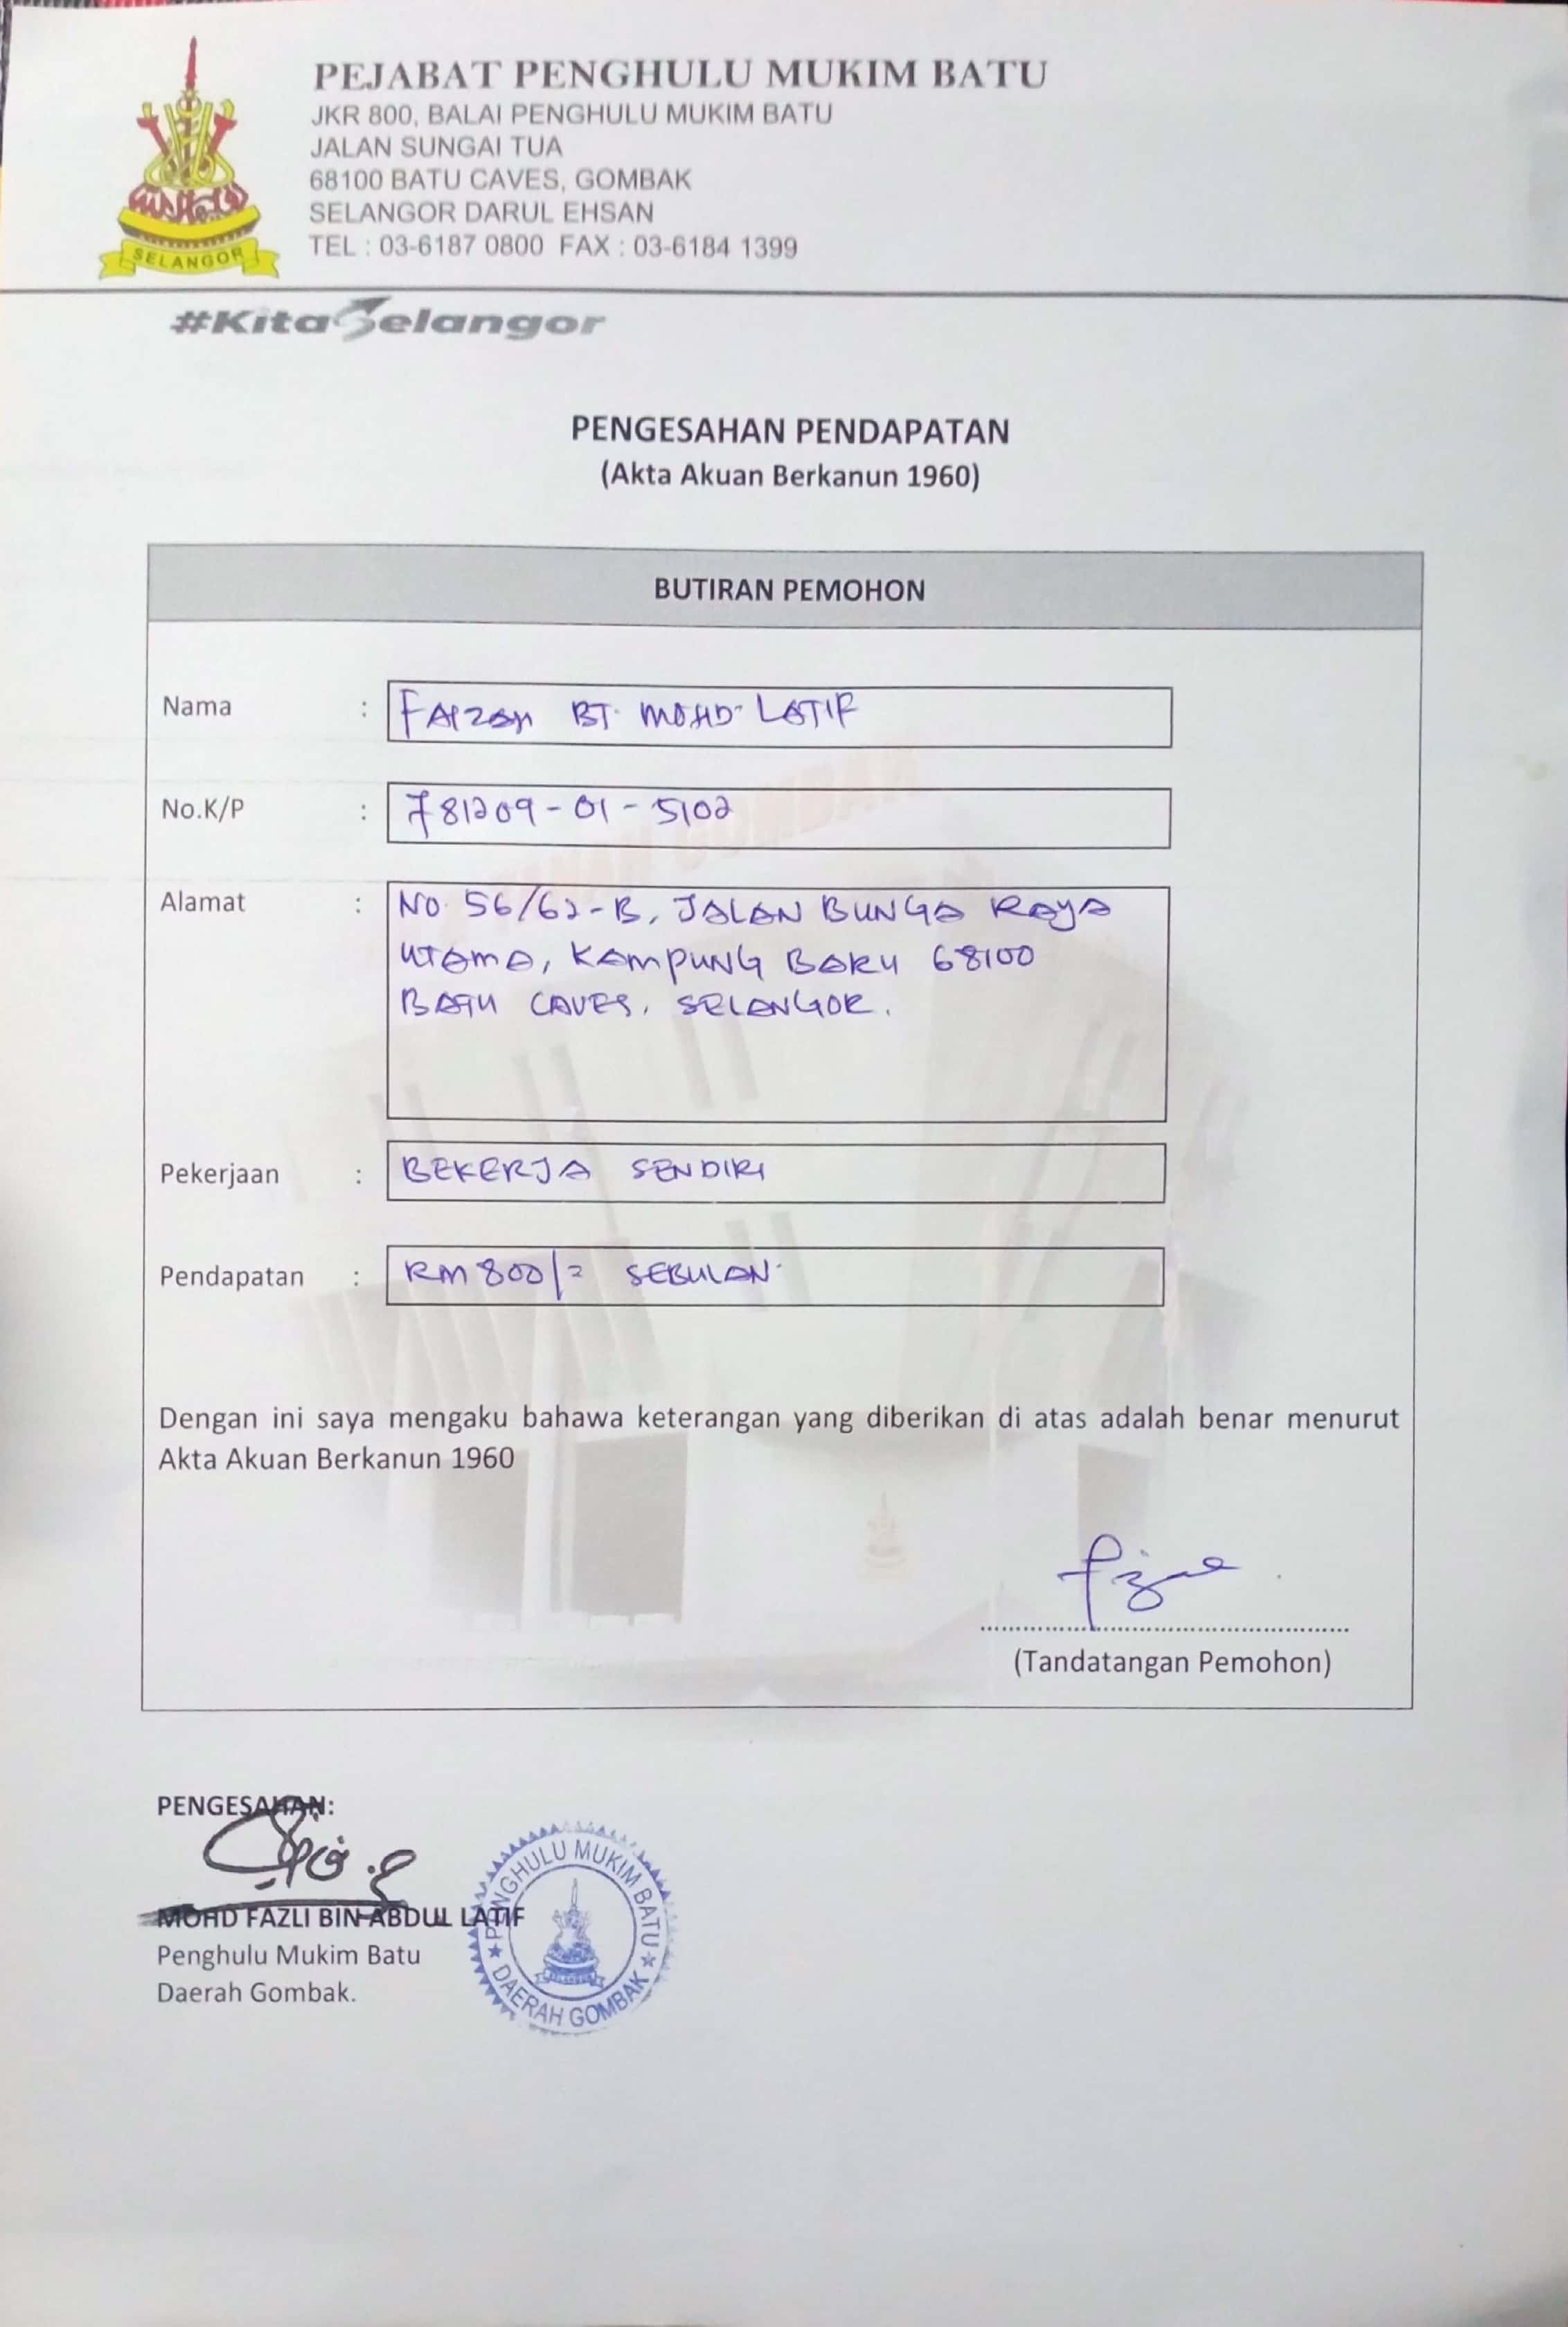 PEJABAT PENGHULU MUKIM BATU
JKR 800, BALAI PENGHULU MUKIM BATU
JALAN SUNGAI TUA
68100 BATU CAVES, GOMBAK
SELANGOR DARUL EHSAN
TEL : 03-6187 0800 FAX : 03-6184 1399
SELANGOR
#KitaSelangor
PENGESAHAN PENDAPATAN
(Akta Akuan Berkanun 1960)
BUTIRAN PEMOHON
Nama : FAIZAH BT. MOHD LATIF
No.K/P : 781209-01-5102
Alamat : NO. 56/62-B, JALAN BUNGA RAYA
UTAMA, KAMPUNG BARU 68100
BATU CAVES, SELANGOR.
Pekerjaan : BEKERJA SENDIRI
Pendapatan : RM 800/= SEBULAN.
Dengan ini saya mengaku bahawa keterangan yang diberikan di atas adalah benar menurut
Akta Akuan Berkanun 1960
(Tandatangan Pemohon)
PENGESAHAN:
MOHD FAZLI BIN ABDUL LATIF
Penghulu Mukim Batu
Daerah Gombak.
PENGHULU MUKIM BATU
DAERAH GOMBAK